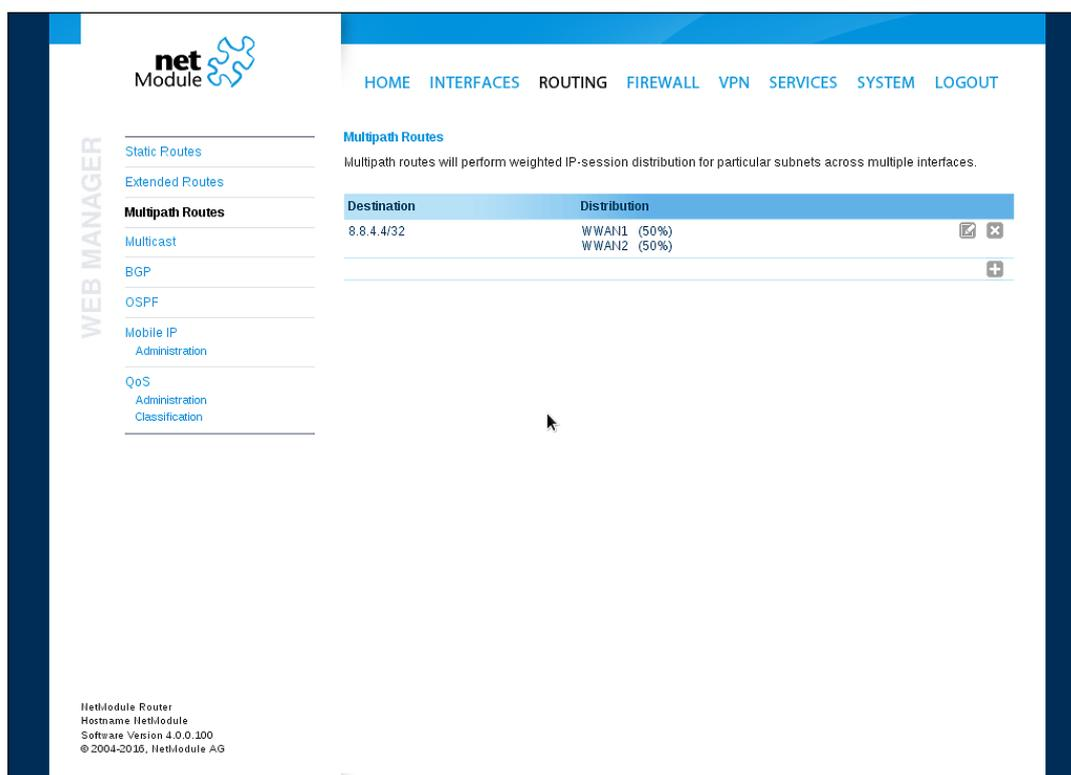 net
Module
HOME INTERFACES ROUTING FIREWALL VPN SERVICES SYSTEM LOGOUT
WEB MANAGER
Static Routes
Extended Routes
Multipath Routes
Multicast
BGP
OSPF
Mobile IP
Administration
QoS
Administration
Classification
Multipath Routes
Multipath routes will perform weighted IP-session distribution for particular subnets across multiple interfaces.
Destination Distribution
8.8.4.4/32 WWAN1 (50%)
WWAN2 (50%)
NetModule Router
Hostname NetModule
Software Version 4.0.0.100
© 2004-2016, NetModule AG